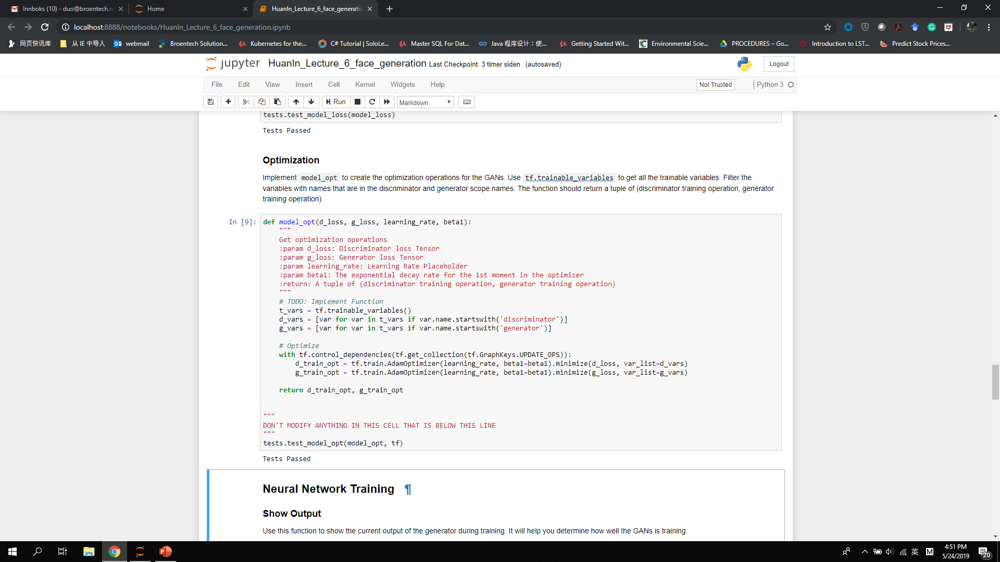 Innboks (10) - duo@broentech.n
Home
HuanIn_Lecture_6_face_generatio
localhost:8888/notebooks/HuanIn_Lecture_6_face_generation.ipynb
网页快讯库
从 IE 中导入
webmail
Broentech Solution...
Kubernetes for the...
C# Tutorial | SoloLe...
Master SQL For Dat...
Java 程序设计：使...
Getting Started Wit...
Environmental Scie...
PROCEDURES – Go...
Introduction to LST...
Predict Stock Prices...
jupyter HuanIn_Lecture_6_face_generation Last Checkpoint: 3 timer siden (autosaved)
Logout
File Edit View Insert Cell Kernel Widgets Help
Not Trusted
Python 3
Run
Markdown
tests.test_model_loss(model_loss)
Tests Passed
Optimization
Implement model_opt to create the optimization operations for the GANs. Use tf.trainable_variables to get all the trainable variables. Filter the
variables with names that are in the discriminator and generator scope names. The function should return a tuple of (discriminator training operation, generator
training operation).
In [9]:
def model_opt(d_loss, g_loss, learning_rate, beta1):
"""
Get optimization operations
:param d_loss: Discriminator loss Tensor
:param g_loss: Generator loss Tensor
:param learning_rate: Learning Rate Placeholder
:param beta1: The exponential decay rate for the 1st moment in the optimizer
:return: A tuple of (discriminator training operation, generator training operation)
"""
# TODO: Implement Function
t_vars = tf.trainable_variables()
d_vars = [var for var in t_vars if var.name.startswith('discriminator')]
g_vars = [var for var in t_vars if var.name.startswith('generator')]
# Optimize
with tf.control_dependencies(tf.get_collection(tf.GraphKeys.UPDATE_OPS)):
d_train_opt = tf.train.AdamOptimizer(learning_rate, beta1=beta1).minimize(d_loss, var_list=d_vars)
g_train_opt = tf.train.AdamOptimizer(learning_rate, beta1=beta1).minimize(g_loss, var_list=g_vars)
return d_train_opt, g_train_opt
"""
DON'T MODIFY ANYTHING IN THIS CELL THAT IS BELOW THIS LINE
"""
tests.test_model_opt(model_opt, tf)
Tests Passed
Neural Network Training ¶
Show Output
Use this function to show the current output of the generator during training. It will help you determine how well the GANs is training.
英
M
4:51 PM
5/24/2019
20